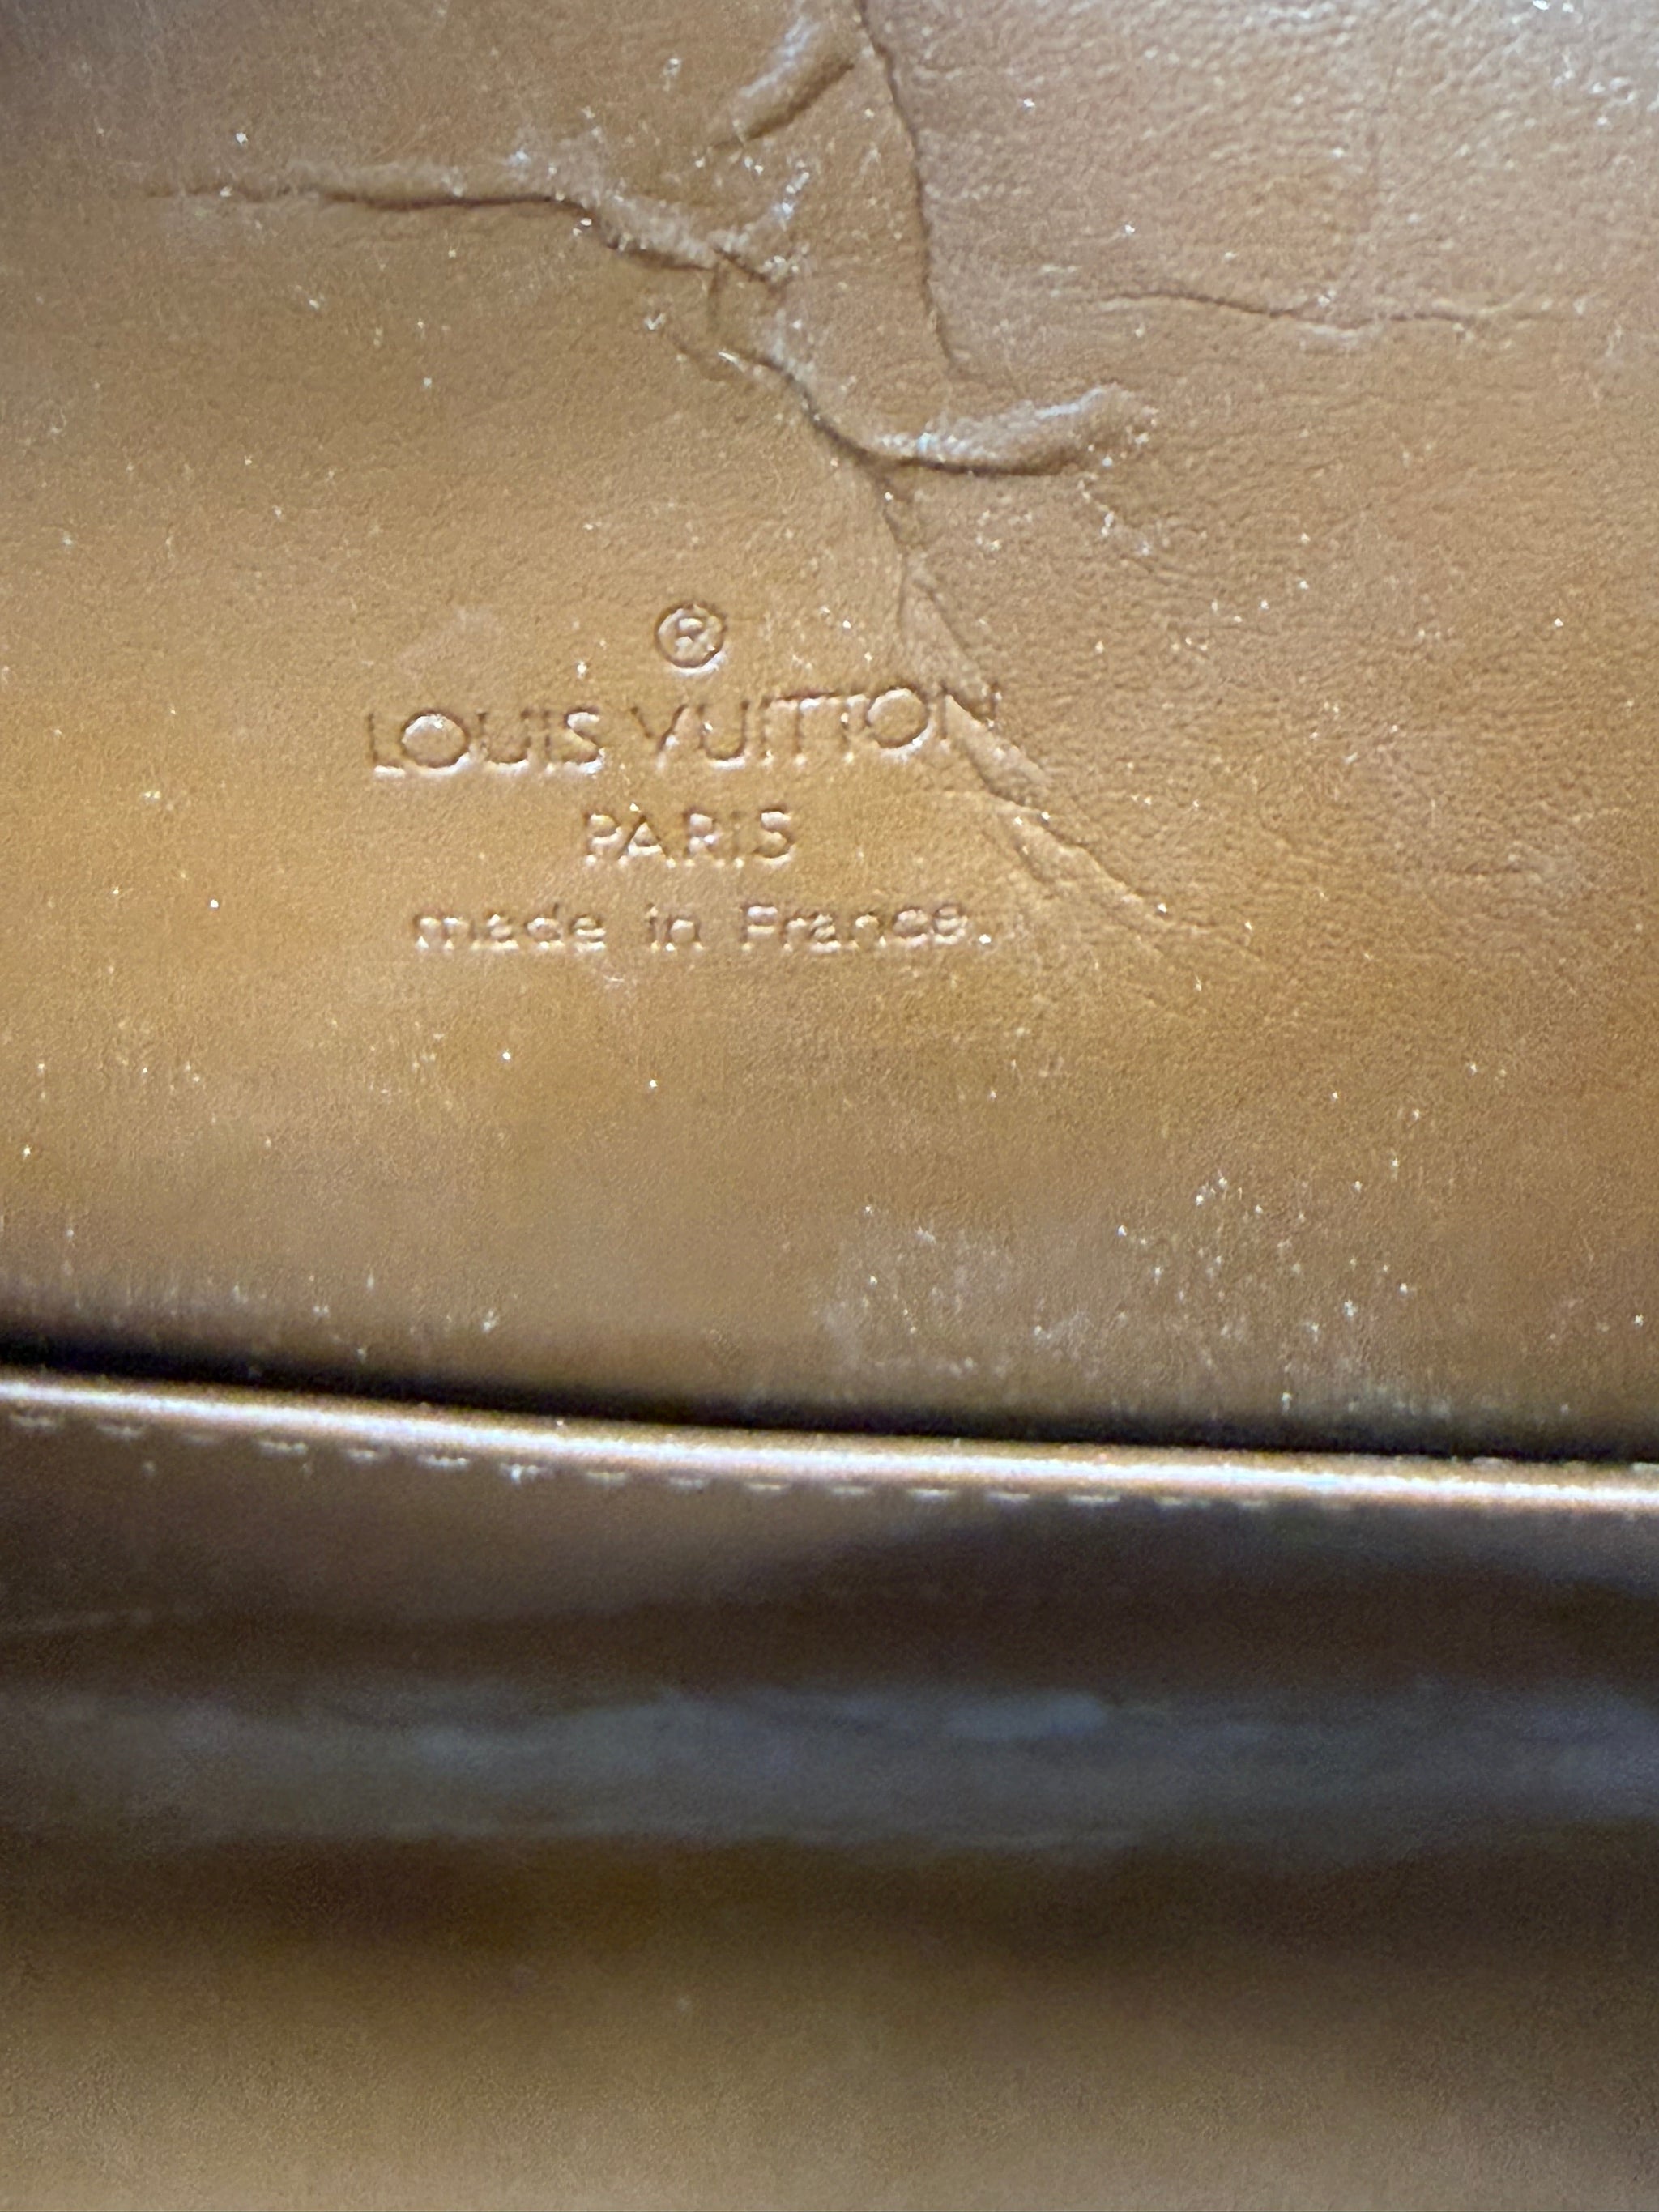 ®
LOUIS VUITTON
PARIS
made in France.